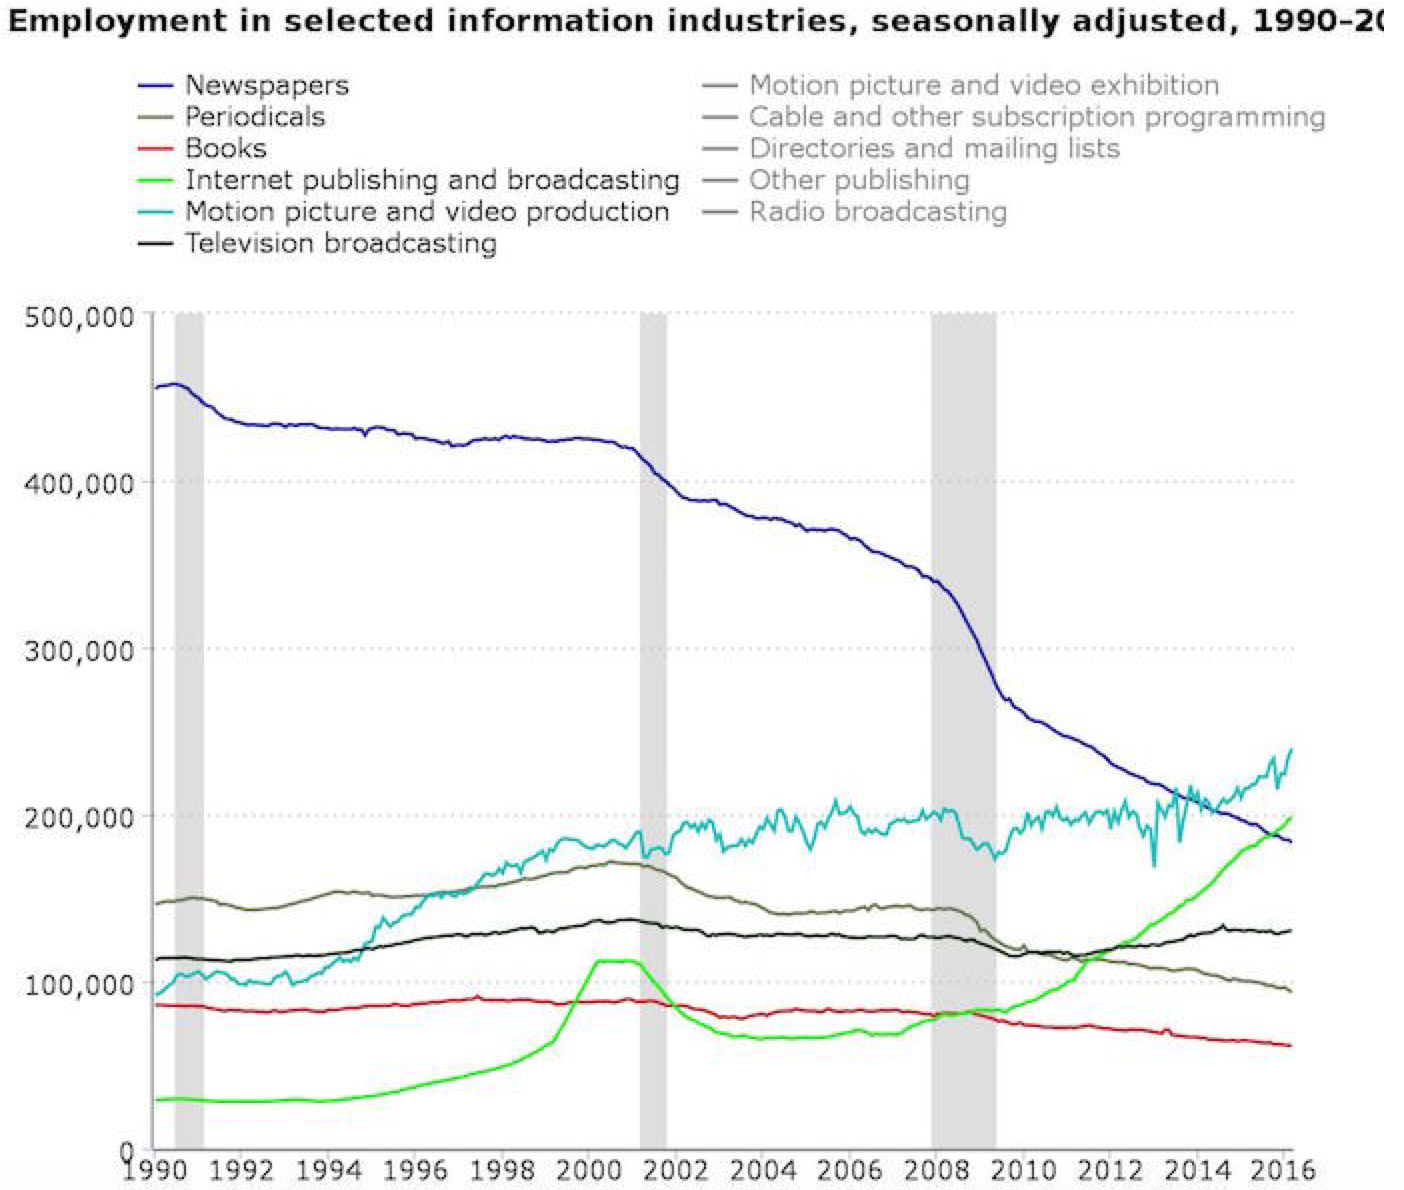 Employment in selected information industries, seasonally adjusted, 1990–20
Newspapers
Periodicals
Books
Internet publishing and broadcasting
Motion picture and video production
Television broadcasting
Motion picture and video exhibition
Cable and other subscription programming
Directories and mailing lists
Other publishing
Radio broadcasting
500,000
400,000
300,000
200,000
100,000
0
1990 1992 1994 1996 1998 2000 2002 2004 2006 2008 2010 2012 2014 2016